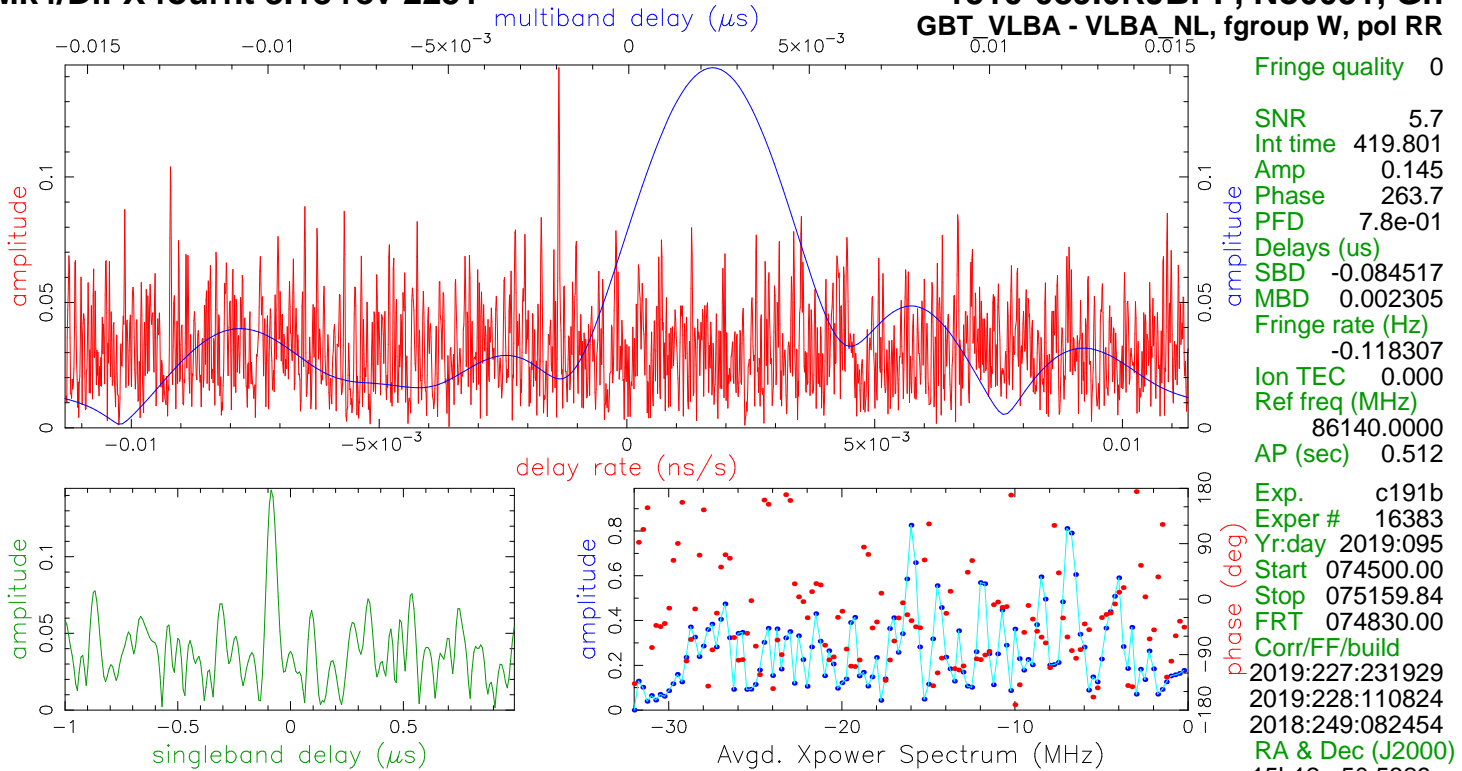 multiband delay (μs)
GBT_VLBA - VLBA_NL, fgroup W, pol RR
−0.015 −0.01 −5×10⁻³ 0 5×10⁻³ 0.01 0.015
amplitude
0 0.05 0.1
amplitude
0 0.05 0.1
−0.01 −5×10⁻³ 0 5×10⁻³ 0.01
delay rate (ns/s)
Fringe quality 0
SNR 5.7
Int time 419.801
Amp 0.145
Phase 263.7
PFD 7.8e-01
Delays (us)
SBD -0.084517
MBD 0.002305
Fringe rate (Hz)
-0.118307
Ion TEC 0.000
Ref freq (MHz)
86140.0000
AP (sec) 0.512
Exp. c191b
Exper # 16383
Yr:day 2019:095
Start 074500.00
Stop 075159.84
FRT 074830.00
Corr/FF/build
2019:227:231929
2019:228:110824
2018:249:082454
RA & Dec (J2000)
amplitude
0 0.05 0.1
−1 −0.5 0 0.5
singleband delay (μs)
amplitude
0 0.2 0.4 0.6 0.8
−180 −90 0 90 180
phase (deg)
−30 −20 −10 0
Avgd. Xpower Spectrum (MHz)